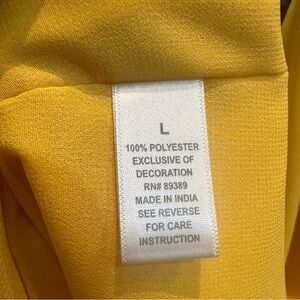 L
100% POLYESTER
EXCLUSIVE OF
DECORATION
RN# 89389
MADE IN INDIA
SEE REVERSE
FOR CARE
INSTRUCTION